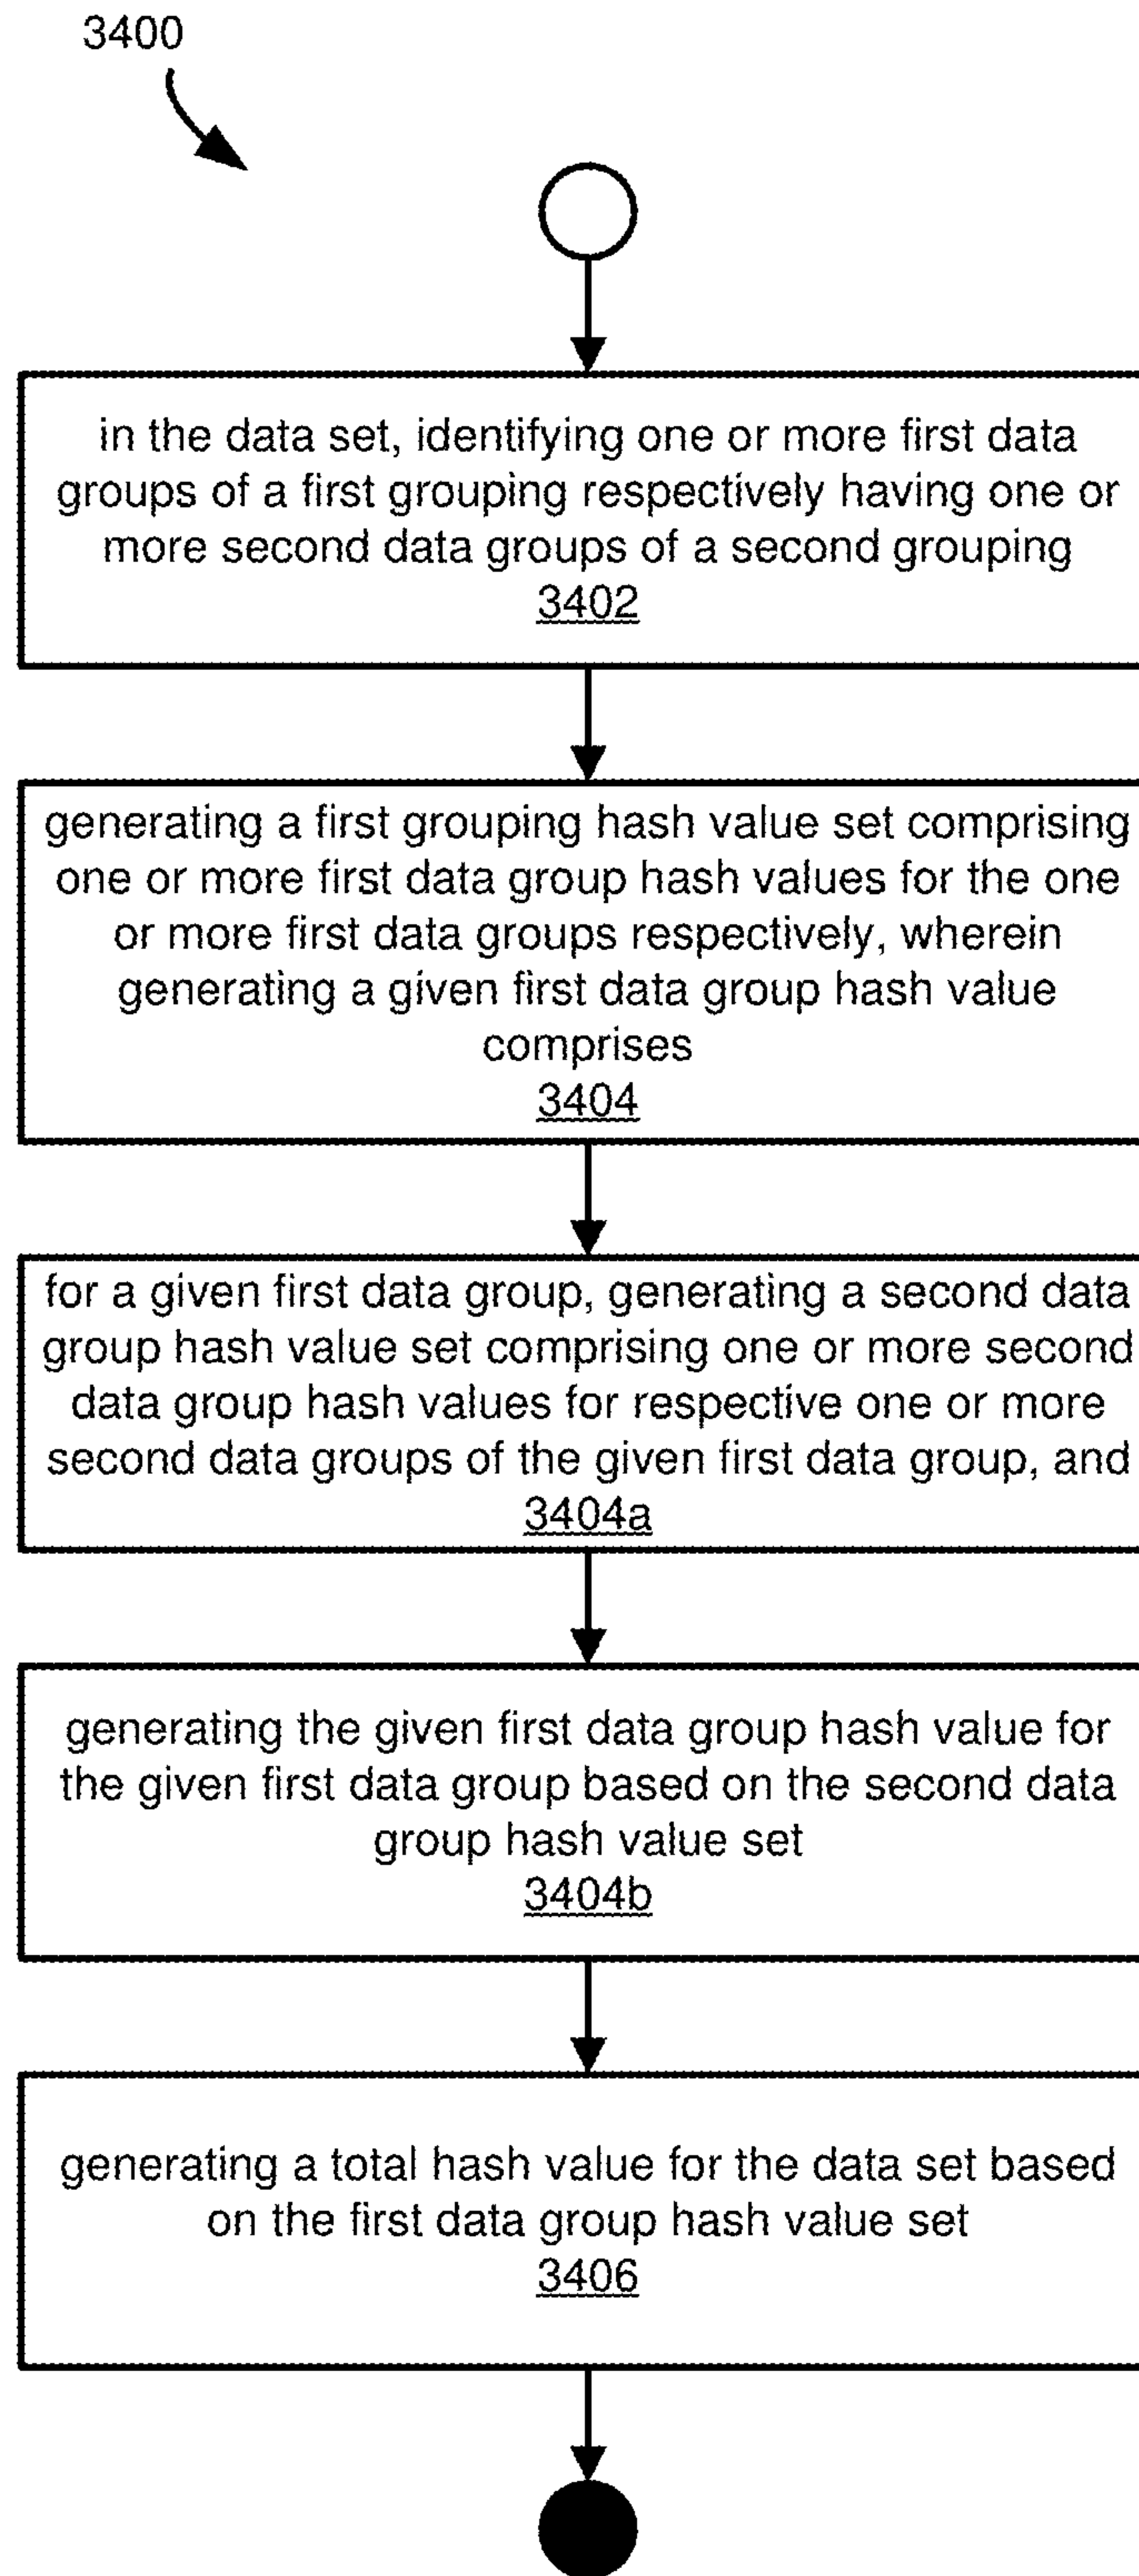 3400
in the data set, identifying one or more first data
groups of a first grouping respectively having one or
more second data groups of a second grouping
3402
generating a first grouping hash value set comprising
one or more first data group hash values for the one
or more first data groups respectively, wherein
generating a given first data group hash value
comprises
3404
for a given first data group, generating a second data
group hash value set comprising one or more second
data group hash values for respective one or more
second data groups of the given first data group, and
3404a
generating the given first data group hash value for
the given first data group based on the second data
group hash value set
3404b
generating a total hash value for the data set based
on the first data group hash value set
3406